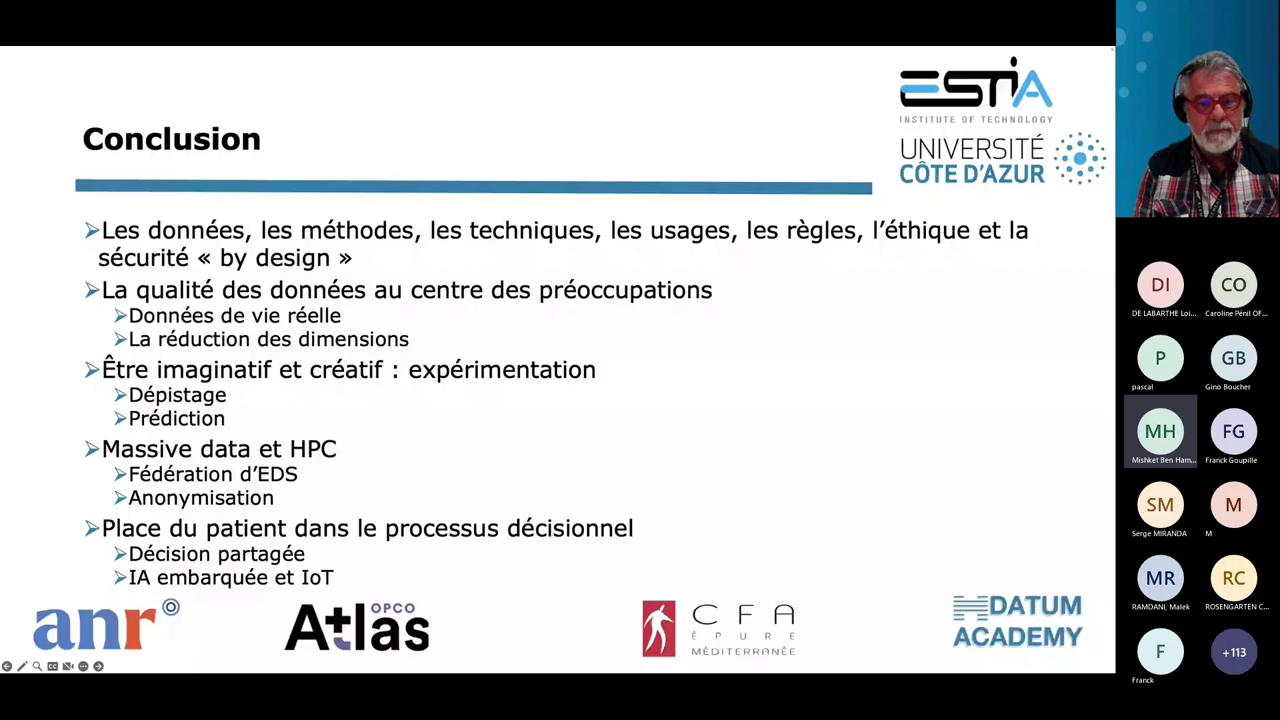 ESTIA
INSTITUTE OF TECHNOLOGY
UNIVERSITÉ
CÔTE D'AZUR
Conclusion
Les données, les méthodes, les techniques, les usages, les règles, l'éthique et la
sécurité « by design »
La qualité des données au centre des préoccupations
Données de vie réelle
La réduction des dimensions
Être imaginatif et créatif : expérimentation
Dépistage
Prédiction
Massive data et HPC
Fédération d'EDS
Anonymisation
Place du patient dans le processus décisionnel
Décision partagée
IA embarquée et IoT
anr
OPCO
Atlas
CFA
ÉPURE
MÉDITERRANÉE
DATUM
ACADEMY
DI
DE LABARTHE Loi...
CO
Caroline Pénil OF...
P
pascal
GB
Gino Boucher
MH
Mishket Ben Ham...
FG
Franck Goupille
SM
Serge MIRANDA
M
M
MR
RAMDANI, Malek
RC
ROSENGARTEN C...
F
Franck
+113